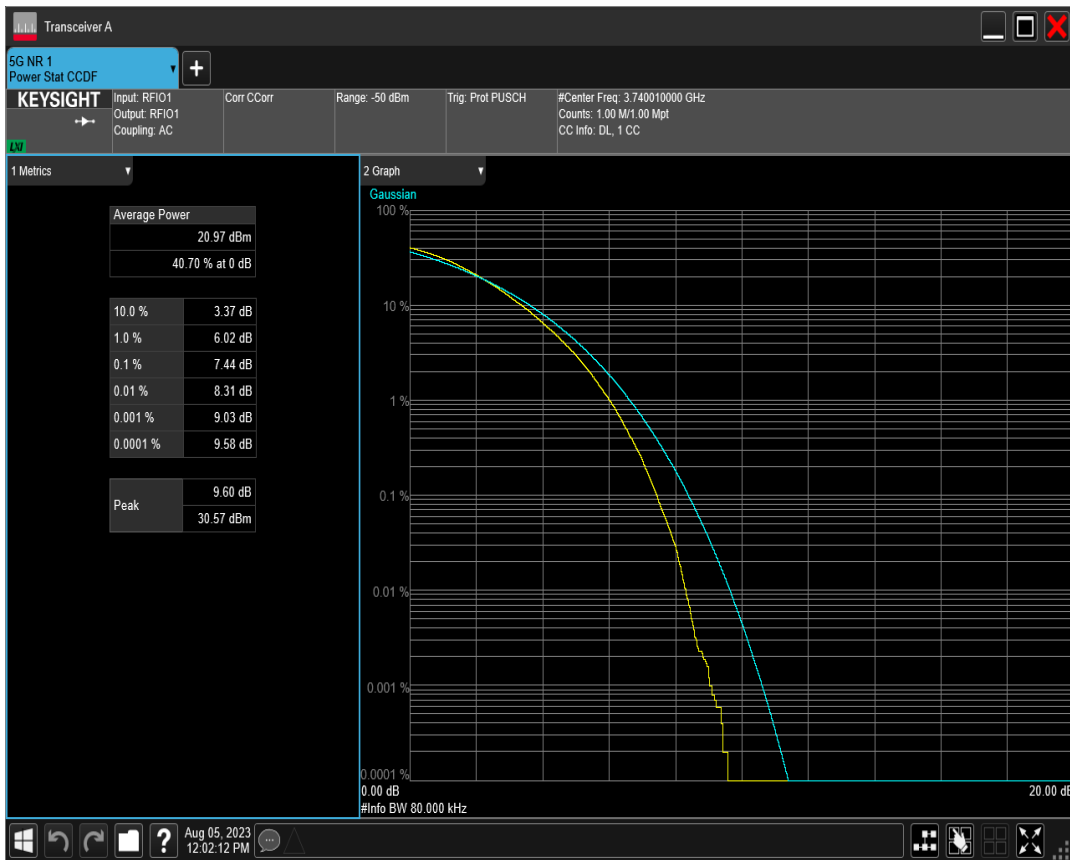 Transceiver A
5G NR 1
Power Stat CCDF
KEYSIGHT
LXI
Input: RFIO1
Output: RFIO1
Coupling: AC
Corr CCorr
Range: -50 dBm
Trig: Prot PUSCH
#Center Freq: 3.740010000 GHz
Counts: 1.00 M/1.00 Mpt
CC Info: DL, 1 CC
1 Metrics
Average Power
20.97 dBm
40.70 % at 0 dB
10.0 % 3.37 dB
1.0 % 6.02 dB
0.1 % 7.44 dB
0.01 % 8.31 dB
0.001 % 9.03 dB
0.0001 % 9.58 dB
Peak
9.60 dB
30.57 dBm
2 Graph
Gaussian
100 %
10 %
1 %
0.1 %
0.01 %
0.001 %
0.0001 %
0.00 dB 20.00 dB
#Info BW 80.000 kHz
Aug 05, 2023
12:02:12 PM